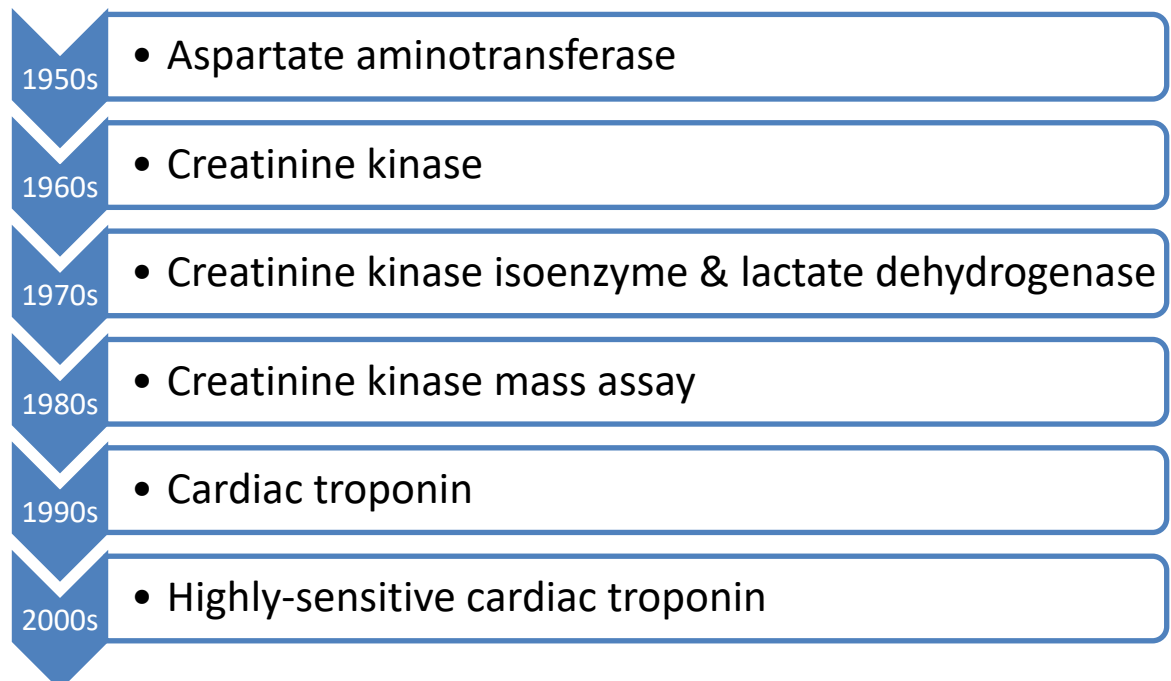 1950s
• Aspartate aminotransferase
1960s
• Creatinine kinase
1970s
• Creatinine kinase isoenzyme & lactate dehydrogenase
1980s
• Creatinine kinase mass assay
1990s
• Cardiac troponin
2000s
• Highly-sensitive cardiac troponin